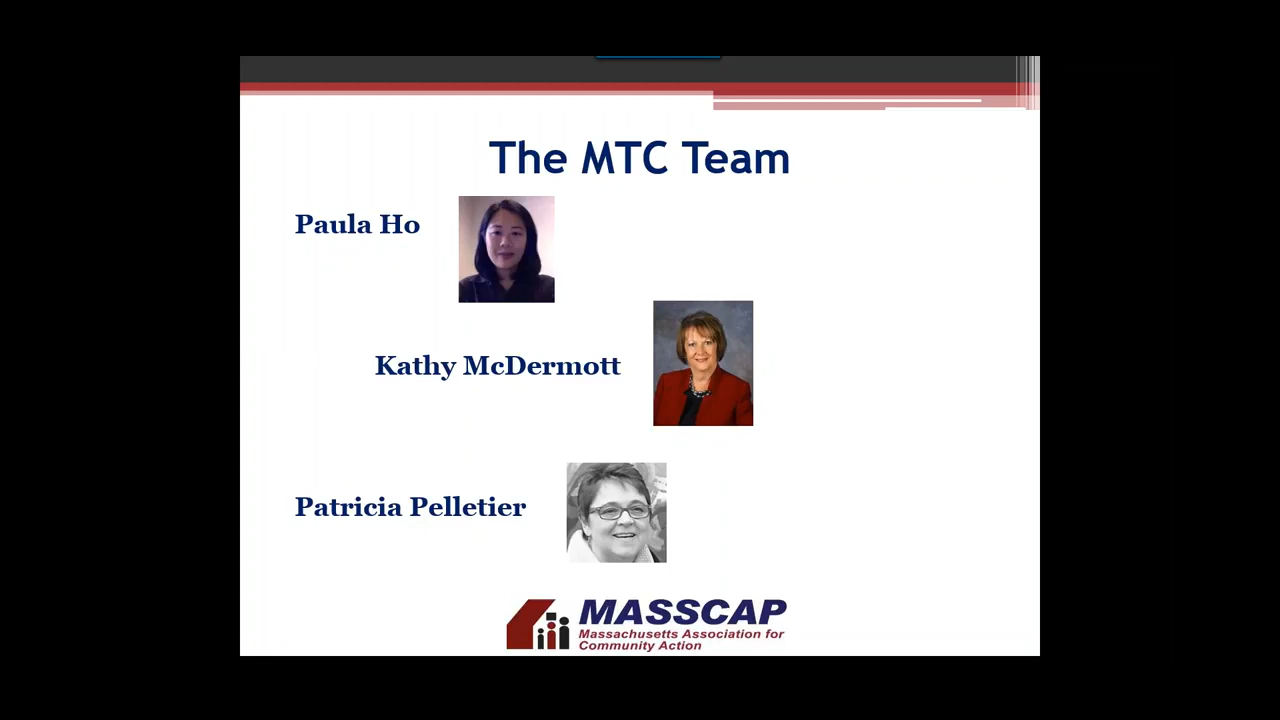 The MTC Team
Paula Ho
Kathy McDermott
Patricia Pelletier
MASSCAP
Massachusetts Association for
Community Action